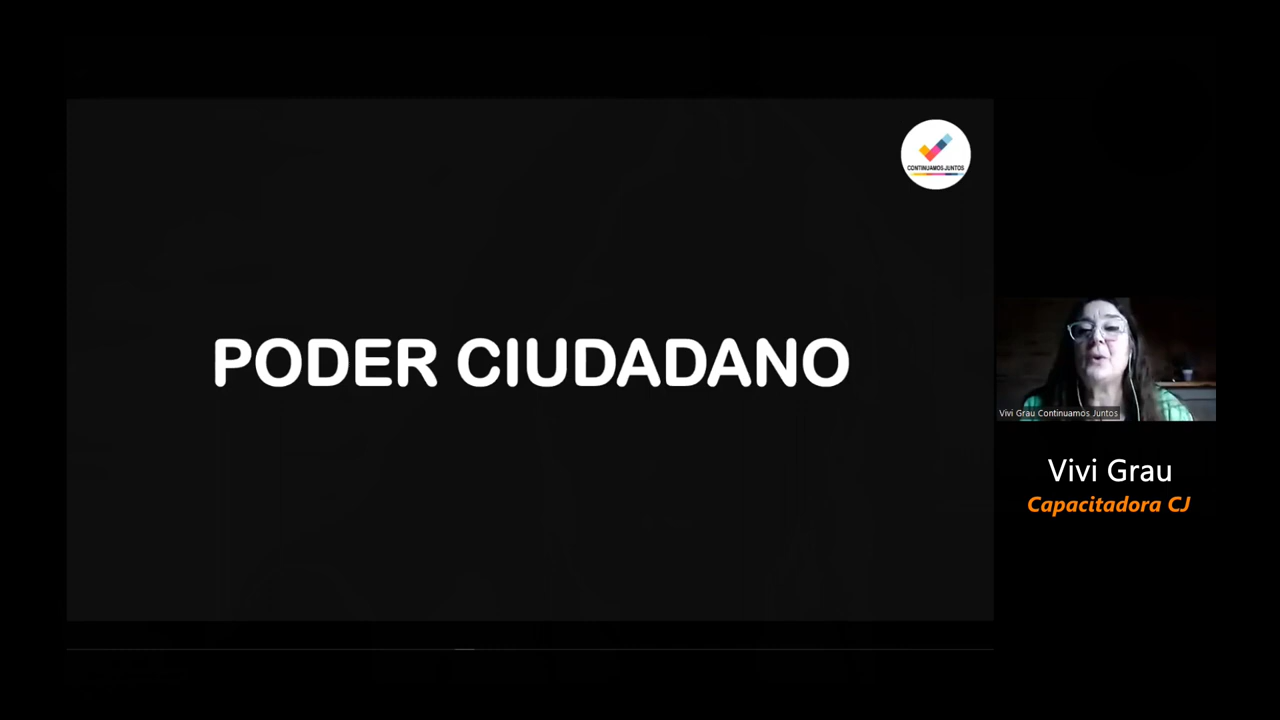 CONTINUAMOS JUNTOS
PODER CIUDADANO
Vivi Grau Continuamos Juntos
Vivi Grau
Capacitadora CJ